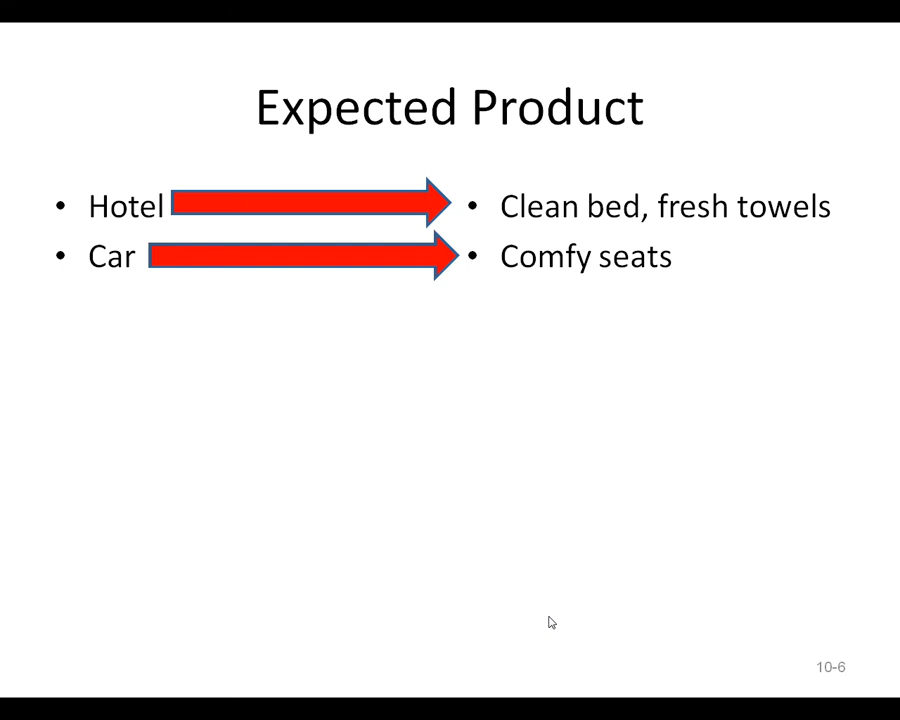 Expected Product
• Hotel
• Clean bed, fresh towels
• Car
• Comfy seats
10-6